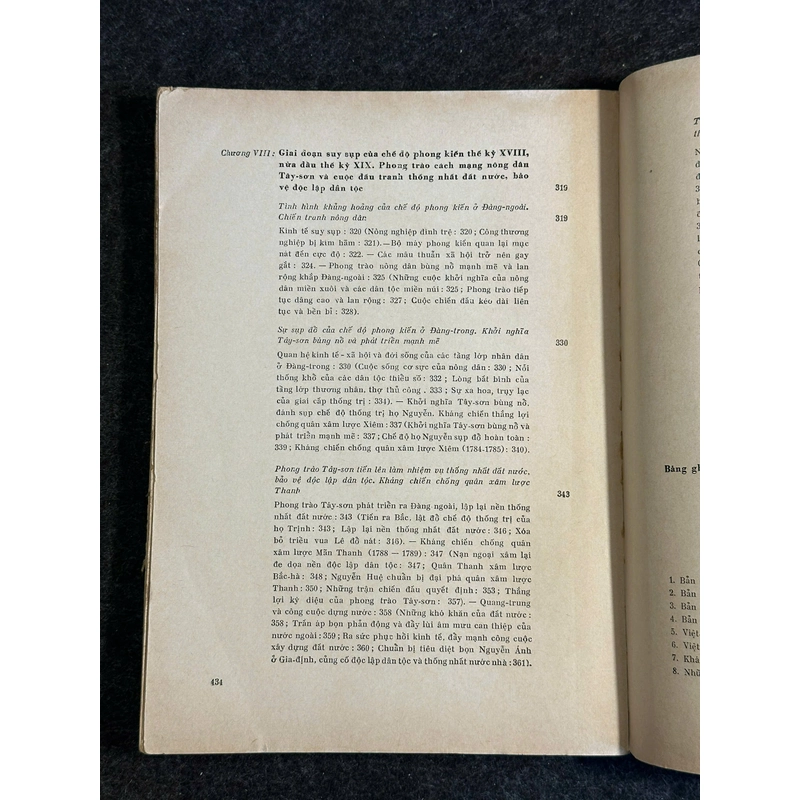 Chương VIII : Giai đoạn suy sụp của chế độ phong kiến thế kỷ XVIII,
nửa đầu thế kỷ XIX. Phong trào cách mạng nông dân
Tây-sơn và cuộc đấu tranh thống nhất đất nước, bảo
vệ độc lập dân tộc 319
Tình hình khủng hoảng của chế độ phong kiến ở Đàng-ngoài.
Chiến tranh nông dân 319
Kinh tế suy sụp : 320 (Nông nghiệp đình trệ : 320 ; Công thương
nghiệp bị kìm hãm : 321).—Bộ máy phong kiến quan lại mục
nát đến cực độ : 322. — Các mâu thuẫn xã hội trở nên gay
gắt : 324. — Phong trào nông dân bùng nổ mạnh mẽ và lan
rộng khắp Đàng-ngoài : 325 (Những cuộc khởi nghĩa của nông
dân miền xuôi và các dân tộc miền núi : 325 ; Phong trào tiếp
tục dâng cao và lan rộng : 327 ; Cuộc chiến đấu kéo dài liên
tục và bền bỉ : 328).
Sự sụp đổ của chế độ phong kiến ở Đàng-trong. Khởi nghĩa
Tây-sơn bùng nổ và phát triển mạnh mẽ 330
Quan hệ kinh tế - xã hội và đời sống của các tầng lớp nhân dân
ở Đàng-trong : 330 (Cuộc sống cơ sực của nông dân : 330 ; Nỗi
thống khổ của các dân tộc thiểu số : 332 ; Lòng bất bình của
tầng lớp thương nhân, thợ thủ công . 333 ; Sự xa hoa, trụy lạc
của giai cấp thống trị : 334). — Khởi nghĩa Tây-sơn bùng nổ,
đánh sụp chế độ thống trị họ Nguyễn. Kháng chiến thắng lợi
chống quân xâm lược Xiêm : 337 (Khởi nghĩa Tây-sơn bùng nổ và
phát triển mạnh mẽ : 337 ; Chế độ họ Nguyễn sụp đổ hoàn toàn :
339 ; Kháng chiến chống quân xâm lược Xiêm (1784-1785) : 340).
Phong trào Tây-sơn tiến lên làm nhiệm vụ thống nhất đất nước,
bảo vệ độc lập dân tộc. Kháng chiến chống quân xâm lược
Thanh 343
Phong trào Tây-sơn phát triển ra Đàng ngoài, lập lại nền thống
nhất đất nước : 343 (Tiến ra Bắc, lật đổ chế độ thống trị của
họ Trịnh : 343 ; Lập lại nền thống nhất đất nước : 346 ; Xóa
bỏ triều vua Lê đổ nát : 316). — Kháng chiến chống quân
xâm lược Mãn Thanh (1788 — 1789) : 347 (Nạn ngoại xâm lại
đe dọa nền độc lập dân tộc : 347 ; Quân Thanh xâm lược
Bắc-hà : 348 ; Nguyễn Huệ chuẩn bị đại phá quân xâm lược
Thanh : 350 ; Những trận chiến đấu quyết định : 353 ; Thắng
lợi kỳ diệu của phong trào Tây-sơn : 357). — Quang-trung
và công cuộc dựng nước : 358 (Những khó khăn của đất nước :
358 ; Trấn áp bọn phản động và đẩy lùi âm mưu can thiệp của
nước ngoài : 359 ; Ra sức phục hồi kinh tế, đẩy mạnh công cuộc
xây dựng đất nước : 360 ; Chuẩn bị tiêu diệt bọn Nguyễn Ánh
ở Gia-định, củng cố độc lập dân tộc và thống nhất nước nhà : 361).
434
Bảng
1. Bản
2. Bản
3. Bản
4. Bản
5. Việt
6. Việt
7. Khà
8. Nhũ